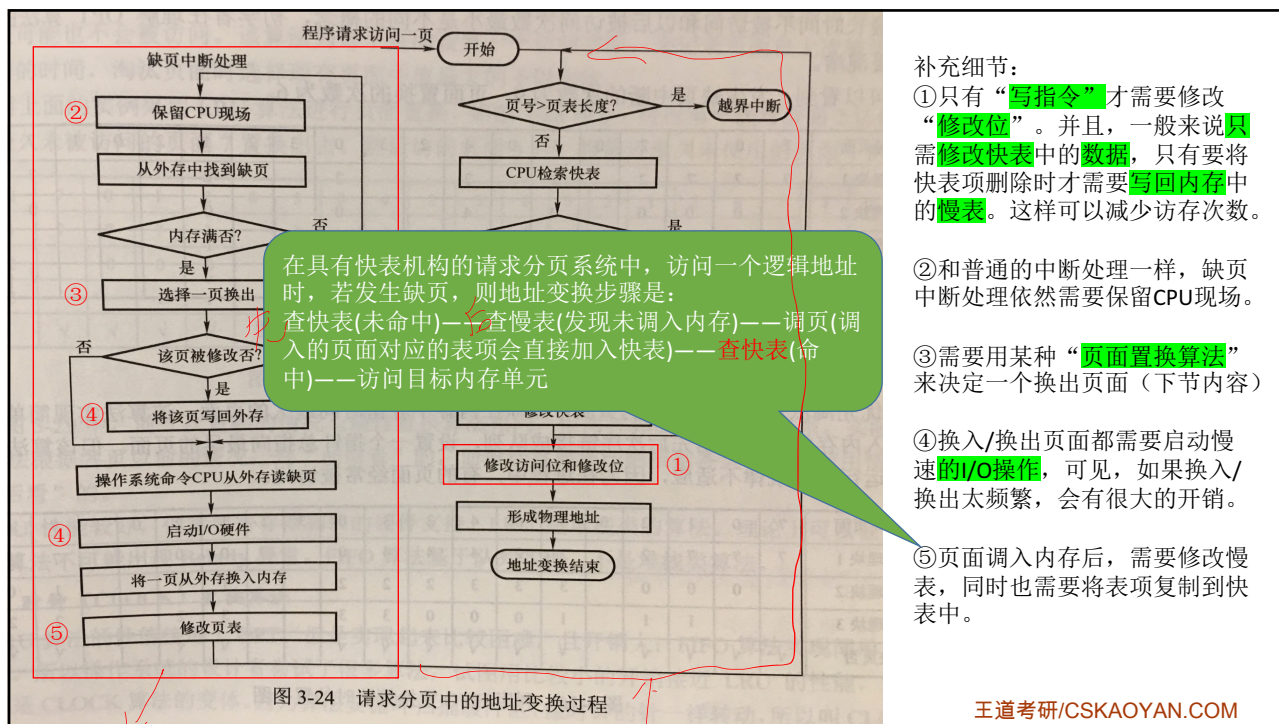 程序请求访问一页
开始
缺页中断处理
② 保留CPU现场
从外存中找到缺页
内存满否?
否
是
③ 选择一页换出
否
该页被修改否?
是
④ 将该页写回外存
操作系统命令CPU从外存读缺页
④ 启动I/O硬件
将一页从外存换入内存
⑤ 修改页表
页号>页表长度?
是
越界中断
否
CPU检索快表
是
在具有快表机构的请求分页系统中，访问一个逻辑地址
时，若发生缺页，则地址变换步骤是：
查快表(未命中)——查慢表(发现未调入内存)——调页(调
入的页面对应的表项会直接加入快表)——查快表(命
中)——访问目标内存单元
修改快表
修改访问位和修改位 ①
形成物理地址
地址变换结束
图 3-24 请求分页中的地址变换过程
补充细节：
①只有“写指令”才需要修改
“修改位”。并且，一般来说只
需修改快表中的数据，只有要将
快表项删除时才需要写回内存中
的慢表。这样可以减少访存次数。
②和普通的中断处理一样，缺页
中断处理依然需要保留CPU现场。
③需要用某种“页面置换算法”
来决定一个换出页面（下节内容）
④换入/换出页面都需要启动慢
速的I/O操作，可见，如果换入/
换出太频繁，会有很大的开销。
⑤页面调入内存后，需要修改慢
表，同时也需要将表项复制到快
表中。
王道考研/CSKAOYAN.COM